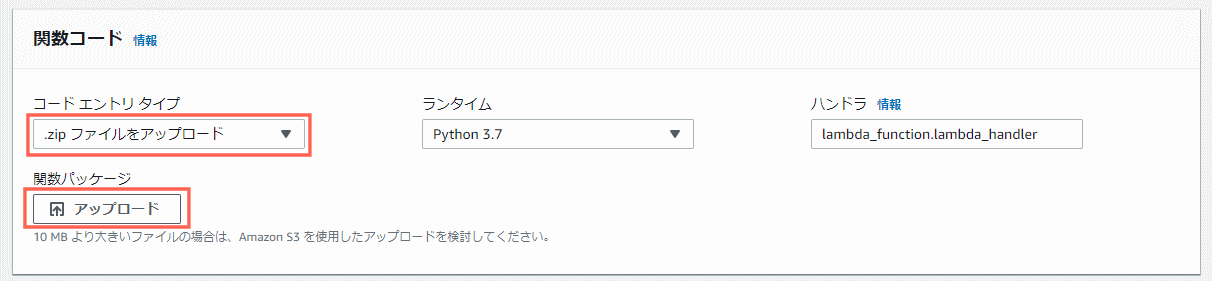 関数コード 情報
コード エントリ タイプ ランタイム ハンドラ 情報
.zip ファイルをアップロード Python 3.7 lambda_function.lambda_handler
関数パッケージ
アップロード
10 MB より大きいファイルの場合は、Amazon S3 を使用したアップロードを検討してください。